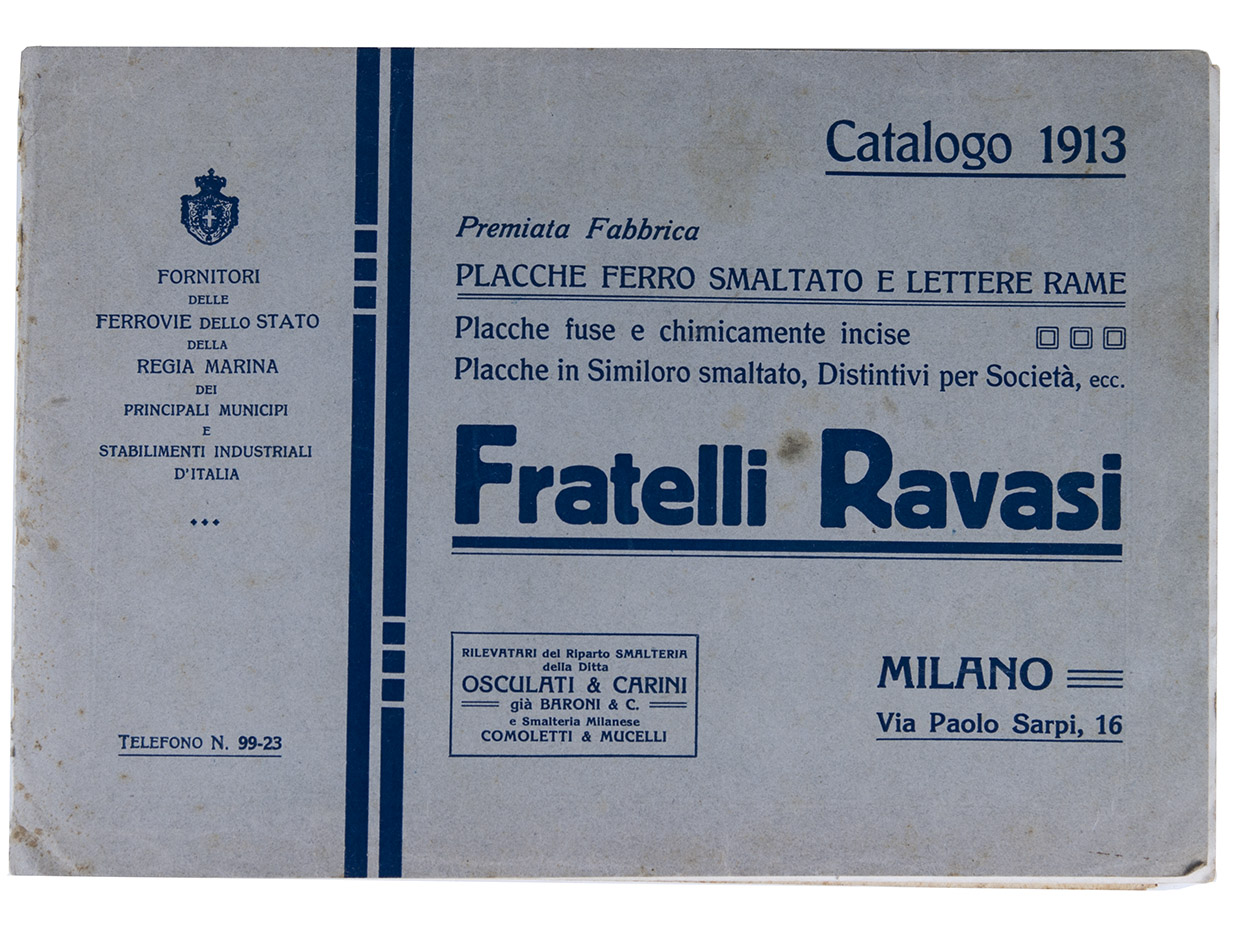 FORNITORI
DELLE
FERROVIE DELLO STATO
DELLA
REGIA MARINA
DEI
PRINCIPALI MUNICIPI
E
STABILIMENTI INDUSTRIALI
D'ITALIA
TELEFONO N. 99-23
Catalogo 1913
Premiata Fabbrica
PLACCHE FERRO SMALTATO E LETTERE RAME
Placche fuse e chimicamente incise
Placche in Similoro smaltato, Distintivi per Società, ecc.
Fratelli Ravasi
RILEVATARI del Riparto SMALTERIA
della Ditta
OSCULATI & CARINI
già BARONI & C.
e Smalteria Milanese
COMOLETTI & MUCELLI
MILANO
Via Paolo Sarpi, 16